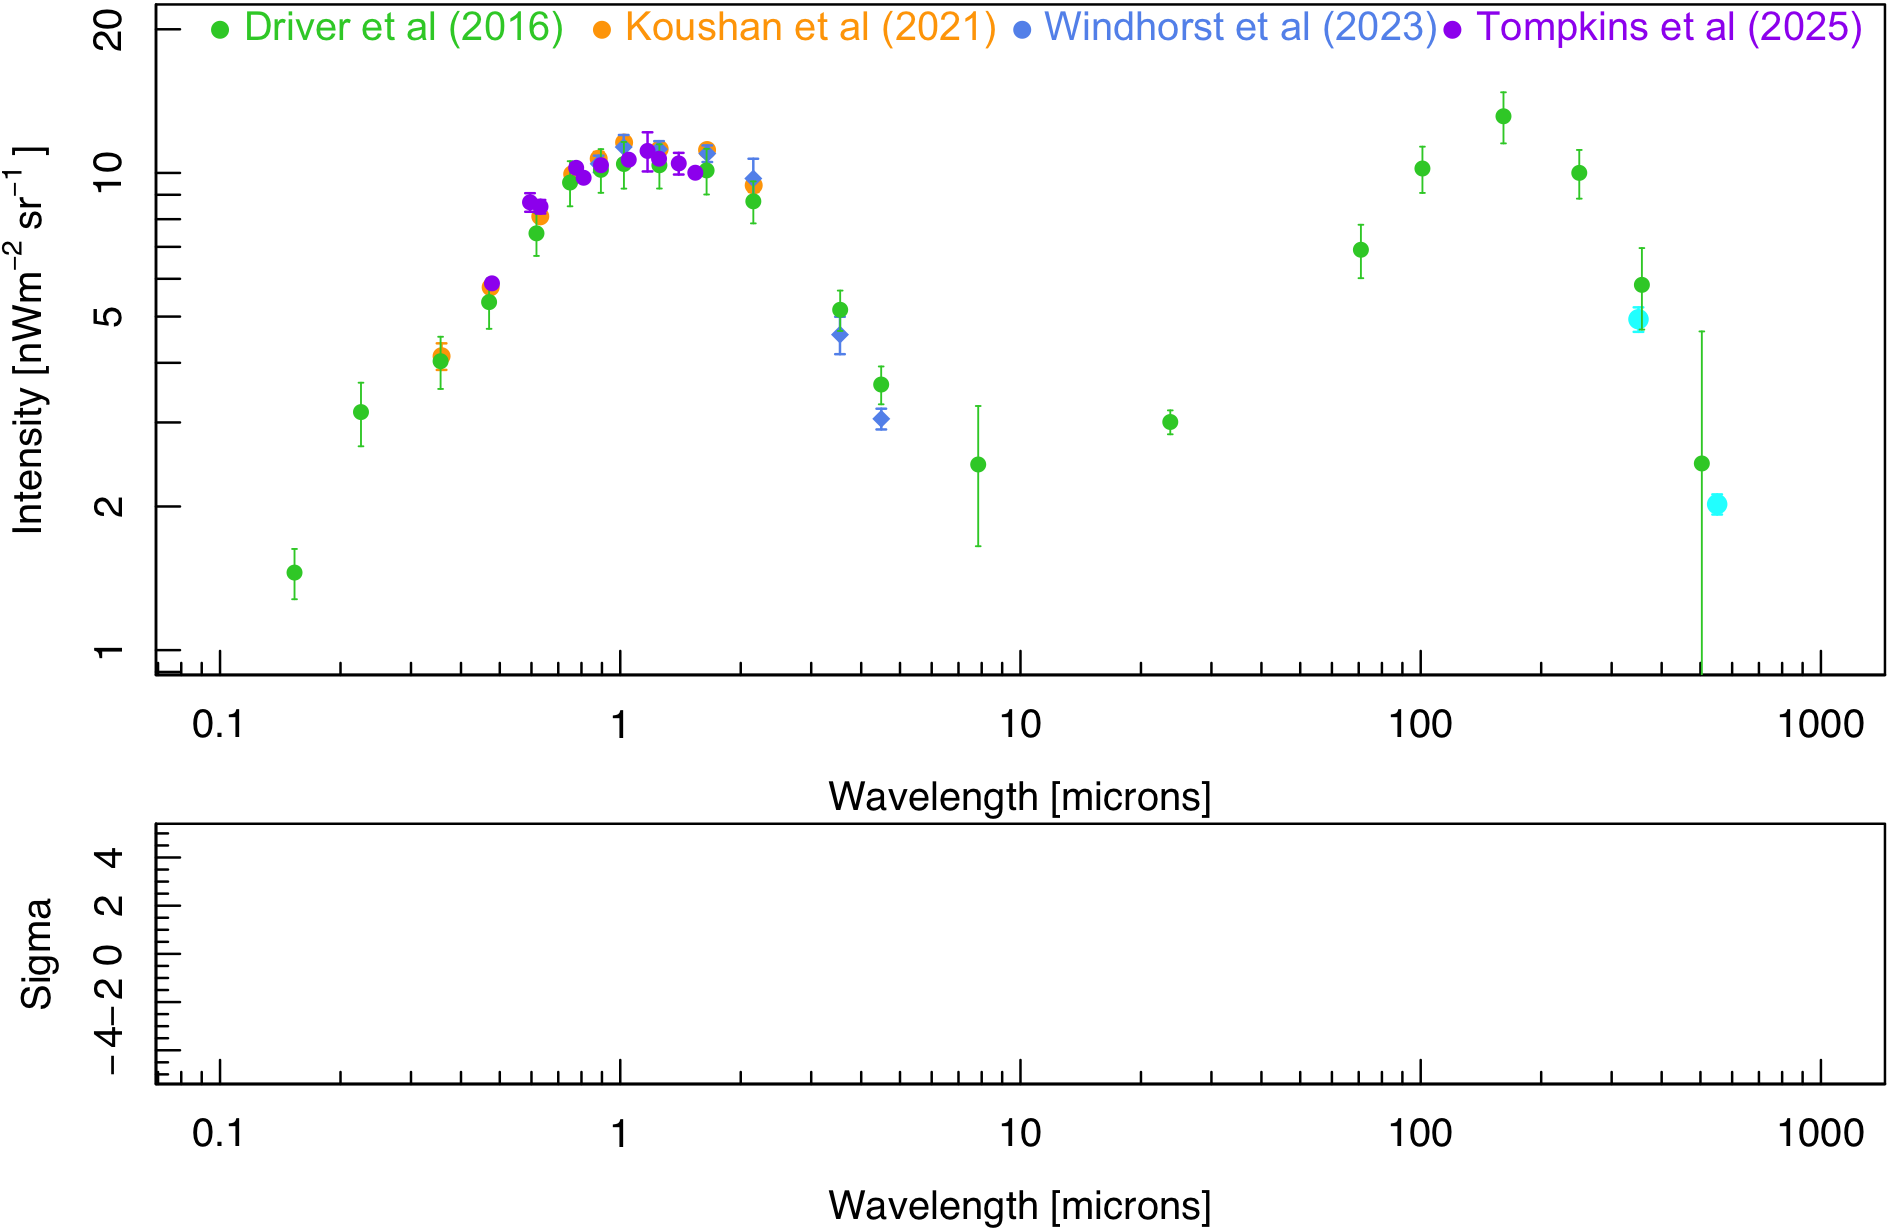 Driver et al (2016) Koushan et al (2021) Windhorst et al (2023) Tompkins et al (2025)
20
10
5
2
1
Intensity [nWm−2 sr−1 ]
0.1 1 10 100 1000
Wavelength [microns]
4
2
0
−2
−4
Sigma
0.1 1 10 100 1000
Wavelength [microns]